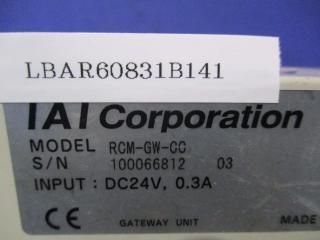 LBAR60831B141
IAI Corporation
MODEL RCM-GW-CC
S/N 100066812 03
INPUT : DC24V, 0.3A
CE GATEWAY UNIT MADE